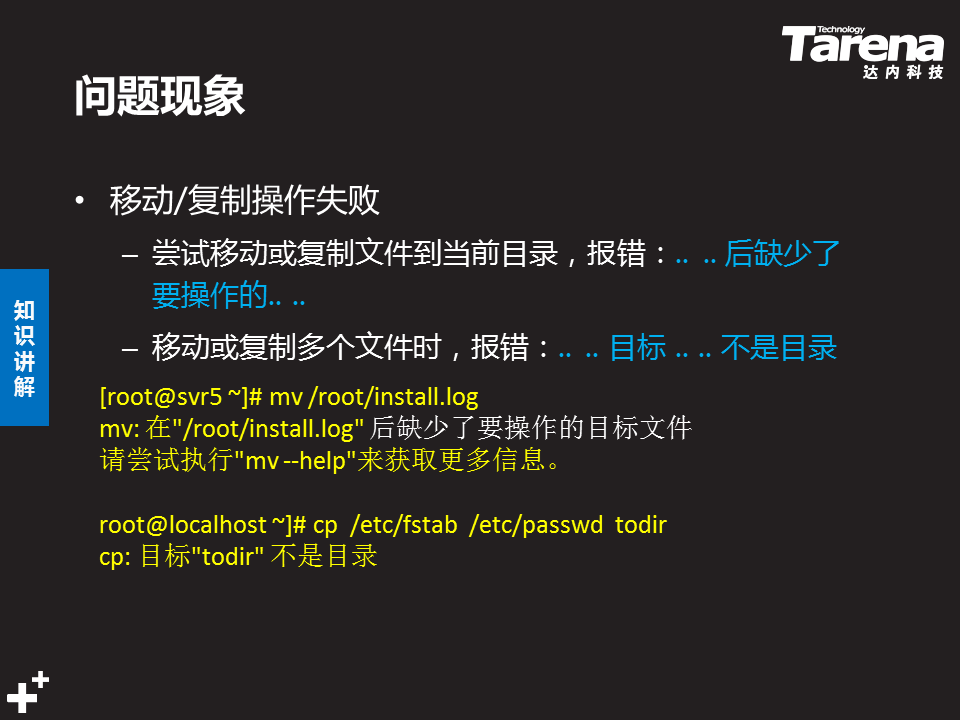 Technology
Tarena
达内科技
问题现象
• 移动/复制操作失败
– 尝试移动或复制文件到当前目录，报错：.. .. 后缺少了
要操作的.. ..
– 移动或复制多个文件时，报错：.. .. 目标 .. .. 不是目录
知识讲解
[root@svr5 ~]# mv /root/install.log
mv: 在"/root/install.log" 后缺少了要操作的目标文件
请尝试执行"mv --help"来获取更多信息。
root@localhost ~]# cp /etc/fstab /etc/passwd todir
cp: 目标"todir" 不是目录